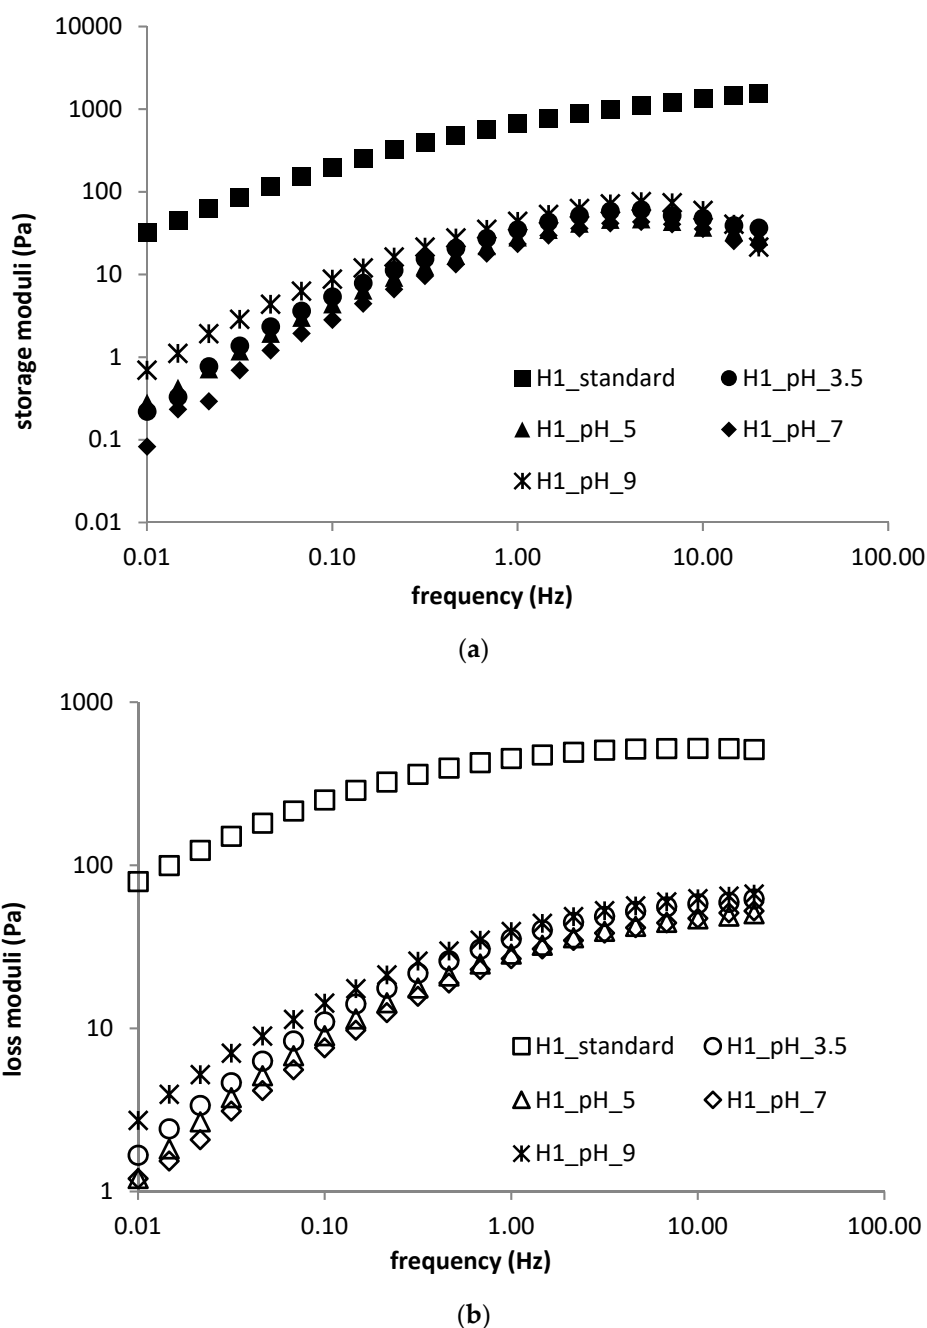 (a)
10000
1000
100
10
1
0.1
0.01
storage moduli (Pa)
H1_standard H1_pH_3.5
H1_pH_5 H1_pH_7
H1_pH_9
0.01 0.10 1.00 10.00 100.00
frequency (Hz)
(a)
1000
100
10
1
loss moduli (Pa)
H1_standard H1_pH_3.5
H1_pH_5 H1_pH_7
H1_pH_9
0.01 0.10 1.00 10.00 100.00
frequency (Hz)
(b)